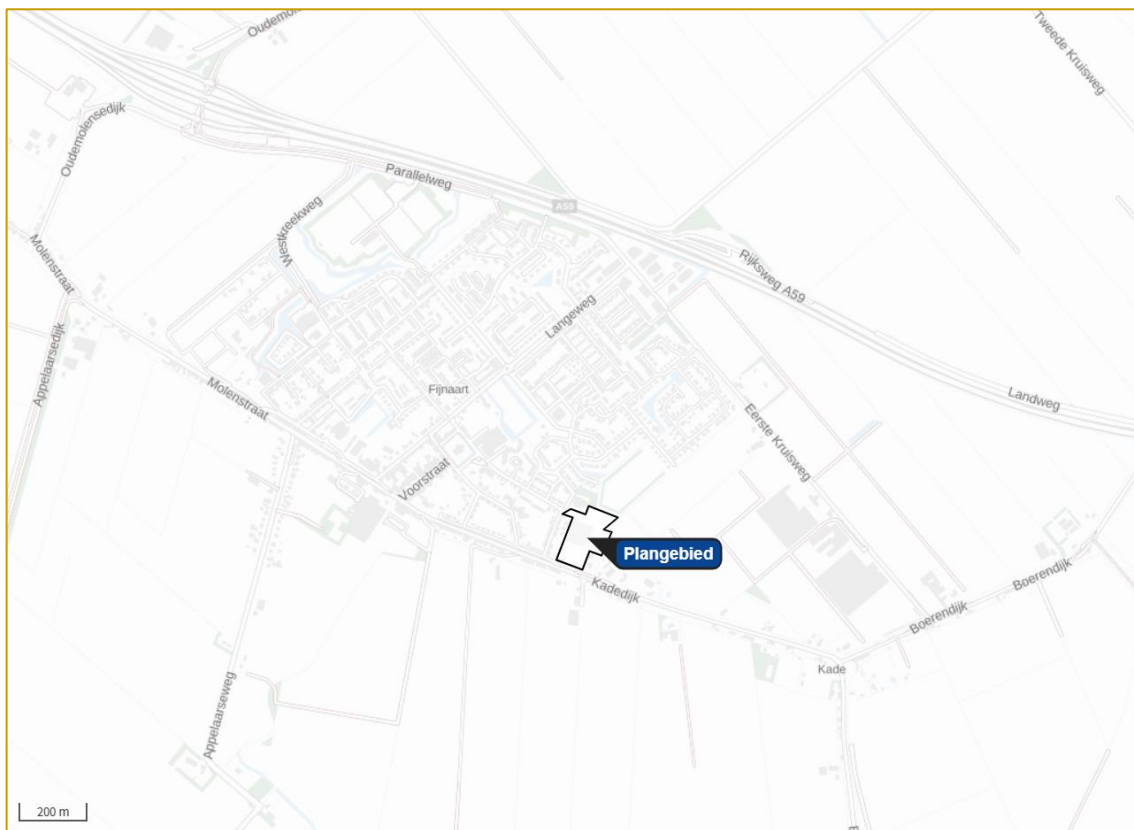 Oudemolensedijk
Tweede Kruisweg
Oudemolensedijk
Parallelweg
Westkreekweg
A59
Rijksweg A59
Molenstraat
Langeweg
Appelaarsedijk
Molenstraat
Fijnaart
Landweg
Eerste Kruisweg
Voorstraat
Plangebied
Kadedijk
Boerendijk
Boerendijk
Kade
Appelaarseweg
200 m